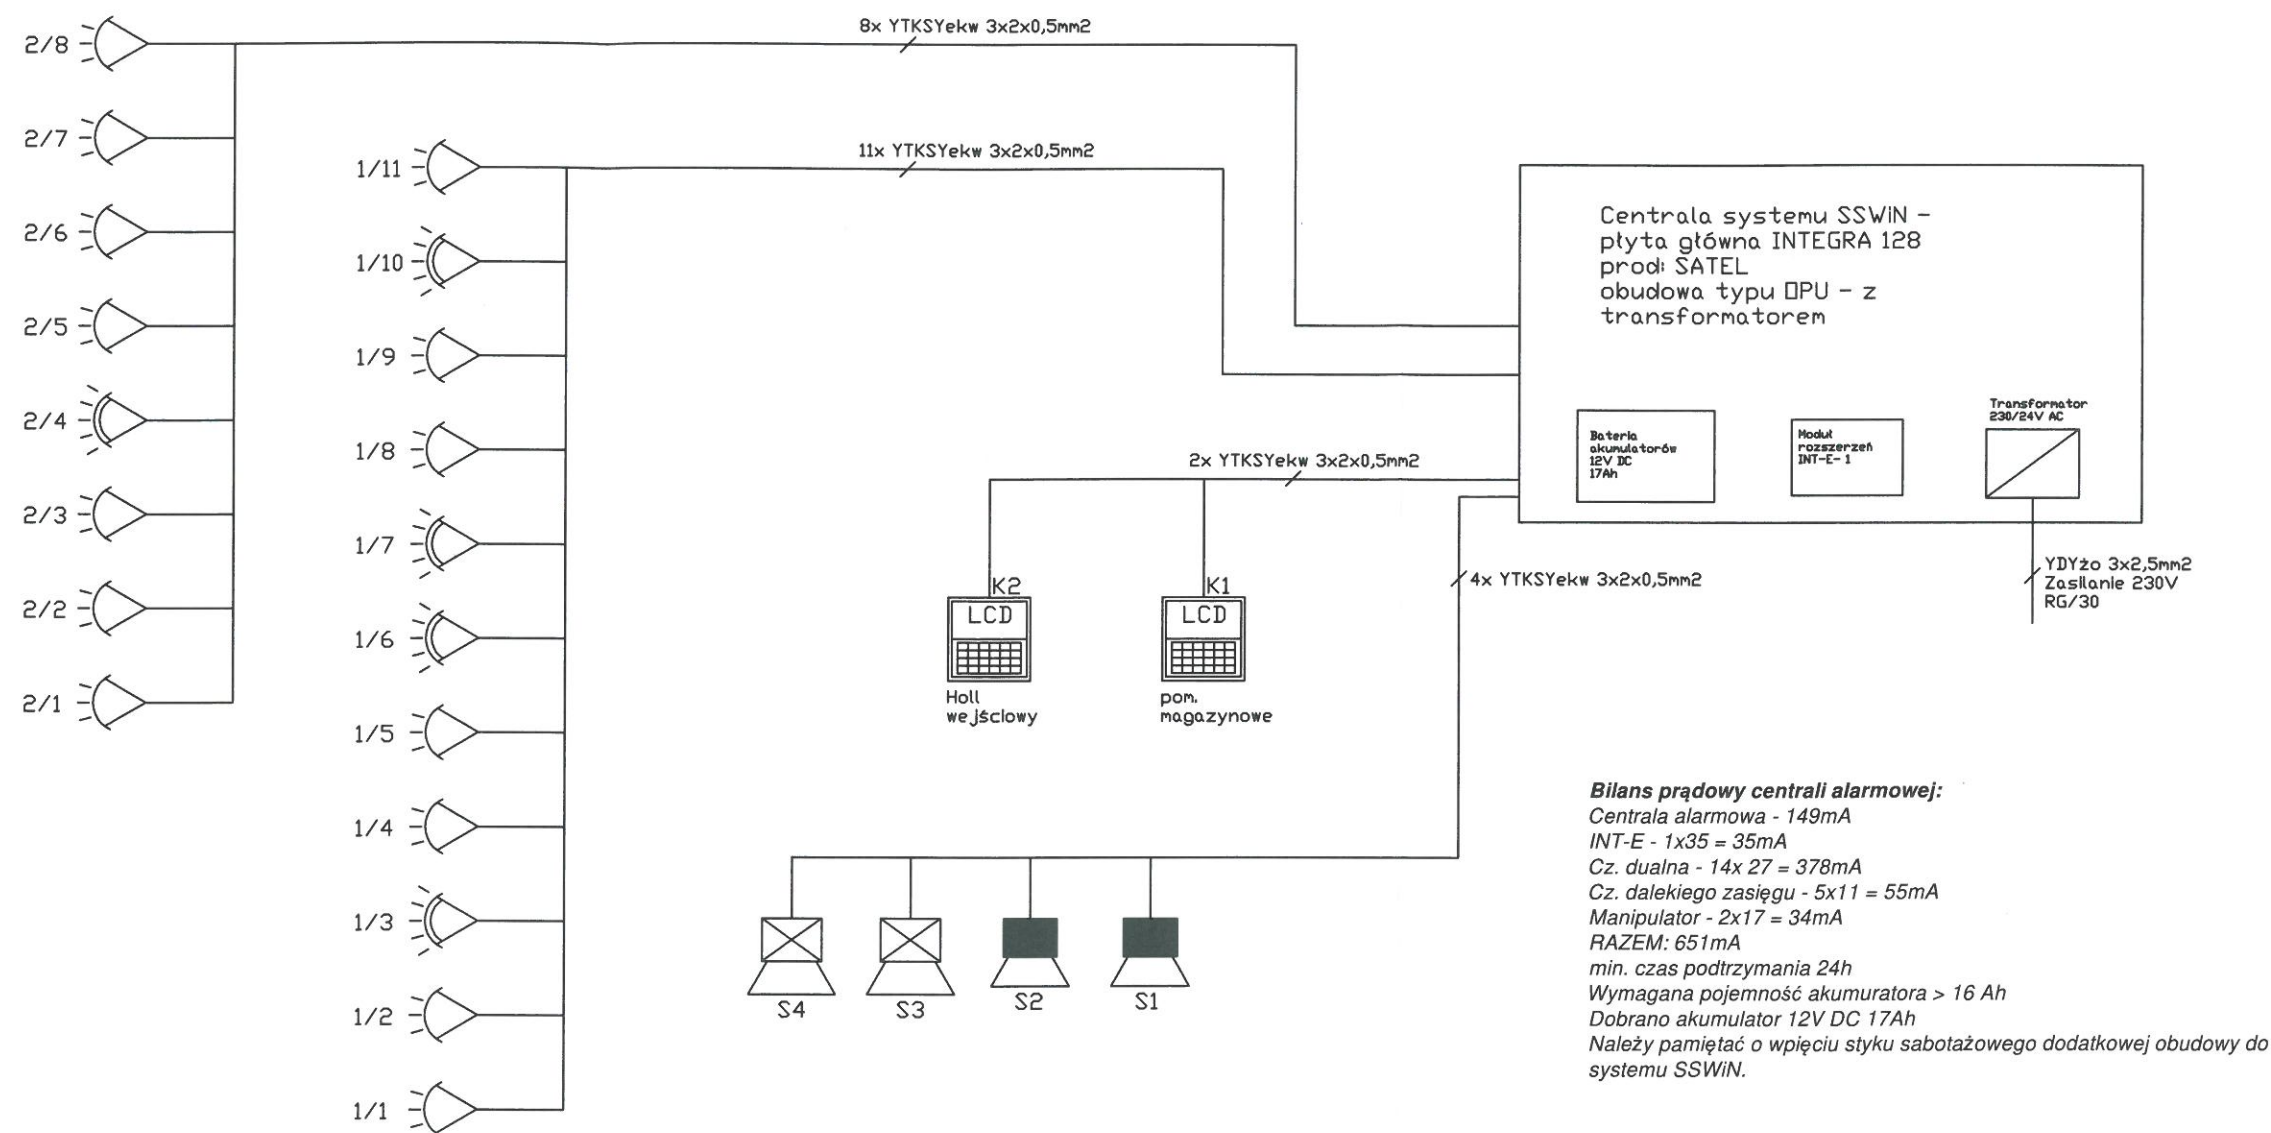 8x YTKSYekw 3x2x0,5mm2
2/8
2/7
2/6
2/5
2/4
2/3
2/2
2/1
11x YTKSYekw 3x2x0,5mm2
1/11
1/10
1/9
1/8
1/7
1/6
1/5
1/4
1/3
1/2
1/1
Centrala systemu SSWiN -
płyta główna INTEGRA 128
prod: SATEL
obudowa typu OPU - z
transformatorem
Bateria
akumulatorów
12V DC
17Ah
Moduł
rozszerzeń
INT-E- 1
Transformator
230/24V AC
2x YTKSYekw 3x2x0,5mm2
4x YTKSYekw 3x2x0,5mm2
YDYżo 3x2,5mm2
Zasilanie 230V
RG/30
K2
LCD
Holl
wejściowy
K1
LCD
pom.
magazynowe
S4
S3
S2
S1
Bilans prądowy centrali alarmowej:
Centrala alarmowa - 149mA
INT-E - 1x35 = 35mA
Cz. dualna - 14x 27 = 378mA
Cz. dalekiego zasięgu - 5x11 = 55mA
Manipulator - 2x17 = 34mA
RAZEM: 651mA
min. czas podtrzymania 24h
Wymagana pojemność akumuratora > 16 Ah
Dobrano akumulator 12V DC 17Ah
Należy pamiętać o wpięciu styku sabotażowego dodatkowej obudowy do
systemu SSWiN.